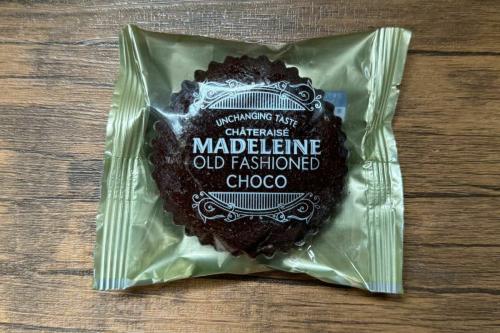 UNCHANGING TASTE
CHÂTERAISÉ
MADELEINE
OLD FASHIONED
CHOCO